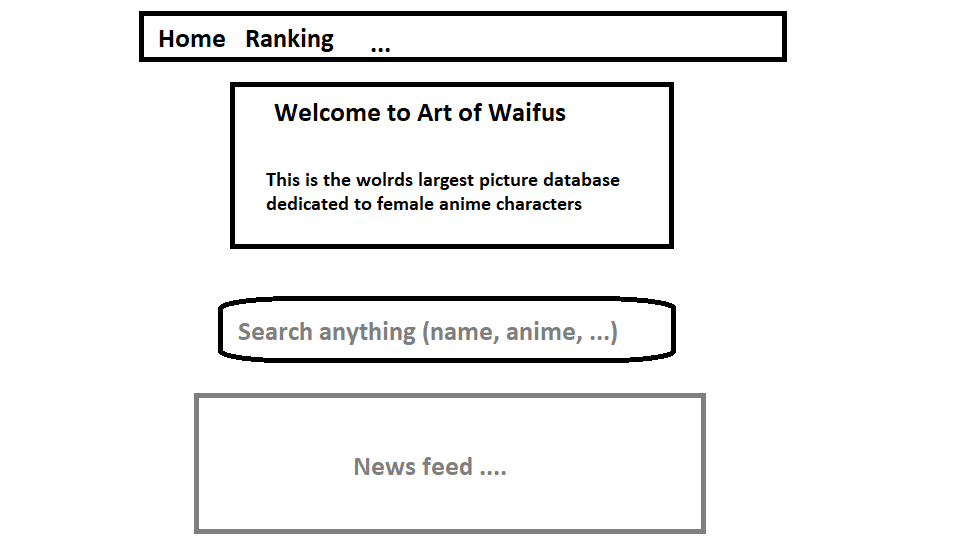 Home Ranking ...
Welcome to Art of Waifus
This is the wolrds largest picture database
dedicated to female anime characters
Search anything (name, anime, ...)
News feed ....